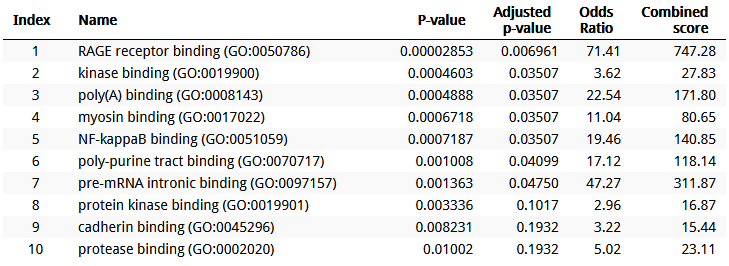 Index Name P-value Adjusted p-value Odds Ratio Combined score
1 RAGE receptor binding (GO:0050786) 0.00002853 0.006961 71.41 747.28
2 kinase binding (GO:0019900) 0.0004603 0.03507 3.62 27.83
3 poly(A) binding (GO:0008143) 0.0004888 0.03507 22.54 171.80
4 myosin binding (GO:0017022) 0.0006718 0.03507 11.04 80.65
5 NF-kappaB binding (GO:0051059) 0.0007187 0.03507 19.46 140.85
6 poly-purine tract binding (GO:0070717) 0.001008 0.04099 17.12 118.14
7 pre-mRNA intronic binding (GO:0097157) 0.001363 0.04750 47.27 311.87
8 protein kinase binding (GO:0019901) 0.003336 0.1017 2.96 16.87
9 cadherin binding (GO:0045296) 0.008231 0.1932 3.22 15.44
10 protease binding (GO:0002020) 0.01002 0.1932 5.02 23.11